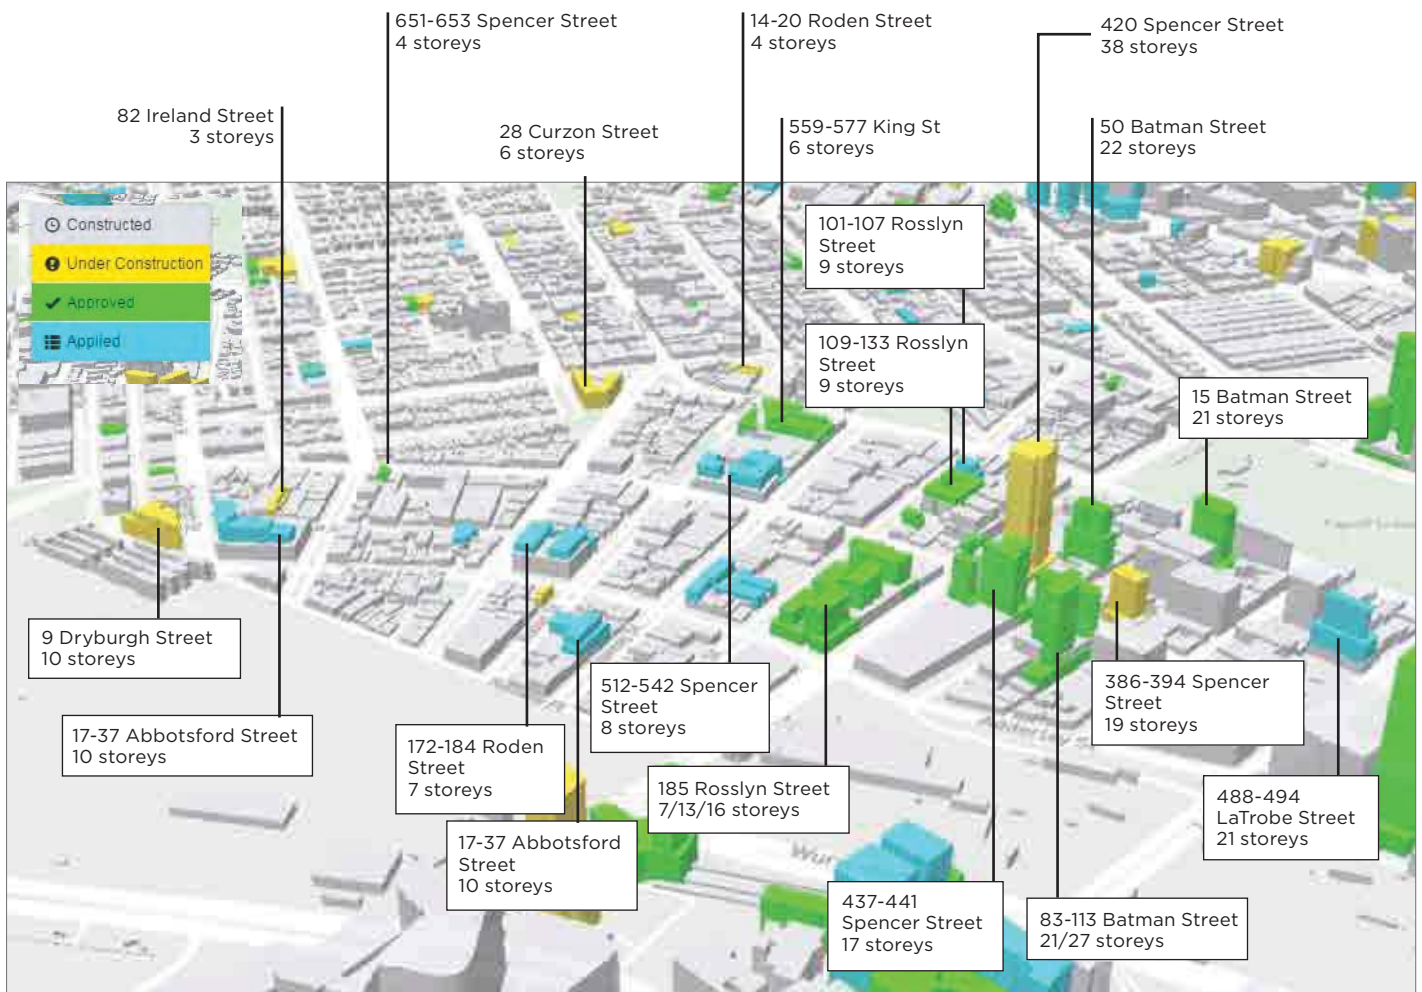 651-653 Spencer Street
4 storeys
14-20 Roden Street
4 storeys
420 Spencer Street
38 storeys
82 Ireland Street
3 storeys
28 Curzon Street
6 storeys
559-577 King St
6 storeys
50 Batman Street
22 storeys
Constructed
Under Construction
Approved
Applied
101-107 Rosslyn
Street
9 storeys
109-133 Rosslyn
Street
9 storeys
15 Batman Street
21 storeys
9 Dryburgh Street
10 storeys
17-37 Abbotsford Street
10 storeys
172-184 Roden
Street
7 storeys
17-37 Abbotsford
Street
10 storeys
512-542 Spencer
Street
8 storeys
185 Rosslyn Street
7/13/16 storeys
386-394 Spencer
Street
19 storeys
488-494
LaTrobe Street
21 storeys
437-441
Spencer Street
17 storeys
83-113 Batman Street
21/27 storeys